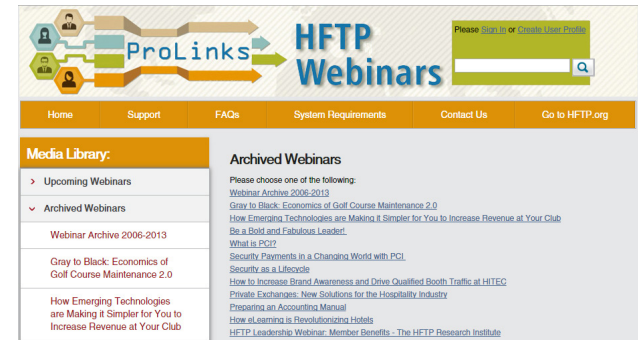 ProLinks
HFTP
Webinars
Please Sign In or Create User Profile
Home Support FAQs System Requirements Contact Us Go to HFTP.org
Media Library:
> Upcoming Webinars
Archived Webinars
Webinar Archive 2006-2013
Gray to Black: Economics of
Golf Course Maintenance 2.0
How Emerging Technologies
are Making it Simpler for You to
Increase Revenue at Your Club
Archived Webinars
Please choose one of the following:
Webinar Archive 2006-2013
Gray to Black: Economics of Golf Course Maintenance 2.0
How Emerging Technologies are Making it Simpler for You to Increase Revenue at Your Club
Be a Bold and Fabulous Leader!
What is PCI?
Security Payments in a Changing World with PCI
Security as a Lifecycle
How to Increase Brand Awareness and Drive Qualified Booth Traffic at HITEC
Private Exchanges: New Solutions for the Hospitality Industry
Preparing an Accounting Manual
How eLearning is Revolutionizing Hotels
HFTP Leadership Webinar: Member Benefits - The HFTP Research Institute